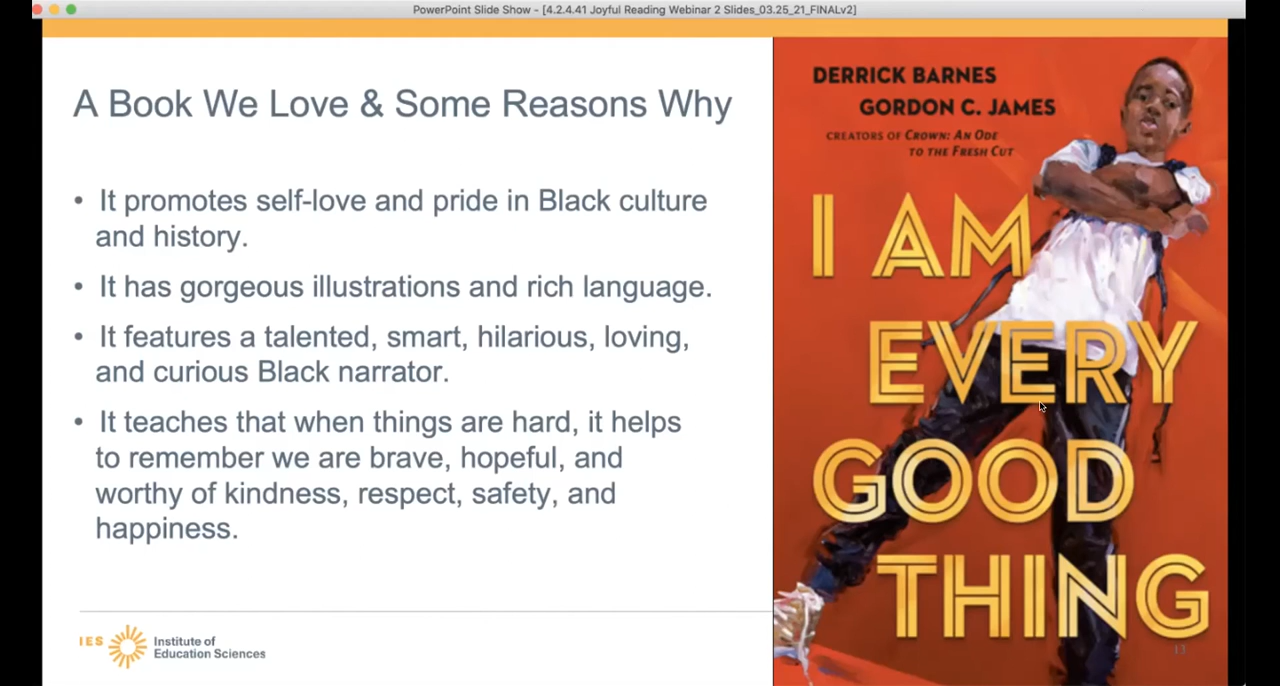 PowerPoint Slide Show - [4.2.4.41 Joyful Reading Webinar 2 Slides_03.25_21_FINALv2]
A Book We Love & Some Reasons Why
• It promotes self-love and pride in Black culture
and history.
• It has gorgeous illustrations and rich language.
• It features a talented, smart, hilarious, loving,
and curious Black narrator.
• It teaches that when things are hard, it helps
to remember we are brave, hopeful, and
worthy of kindness, respect, safety, and
happiness.
IES
Institute of
Education Sciences
DERRICK BARNES
GORDON C. JAMES
CREATORS OF CROWN: AN ODE
TO THE FRESH CUT
I AM
EVERY
GOOD
THING
13